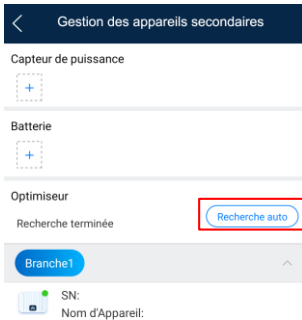 Gestion des appareils secondaires
Capteur de puissance
+
Batterie
+
Optimiseur
Recherche terminée
Recherche auto
Branche1
SN:
Nom d'Appareil: